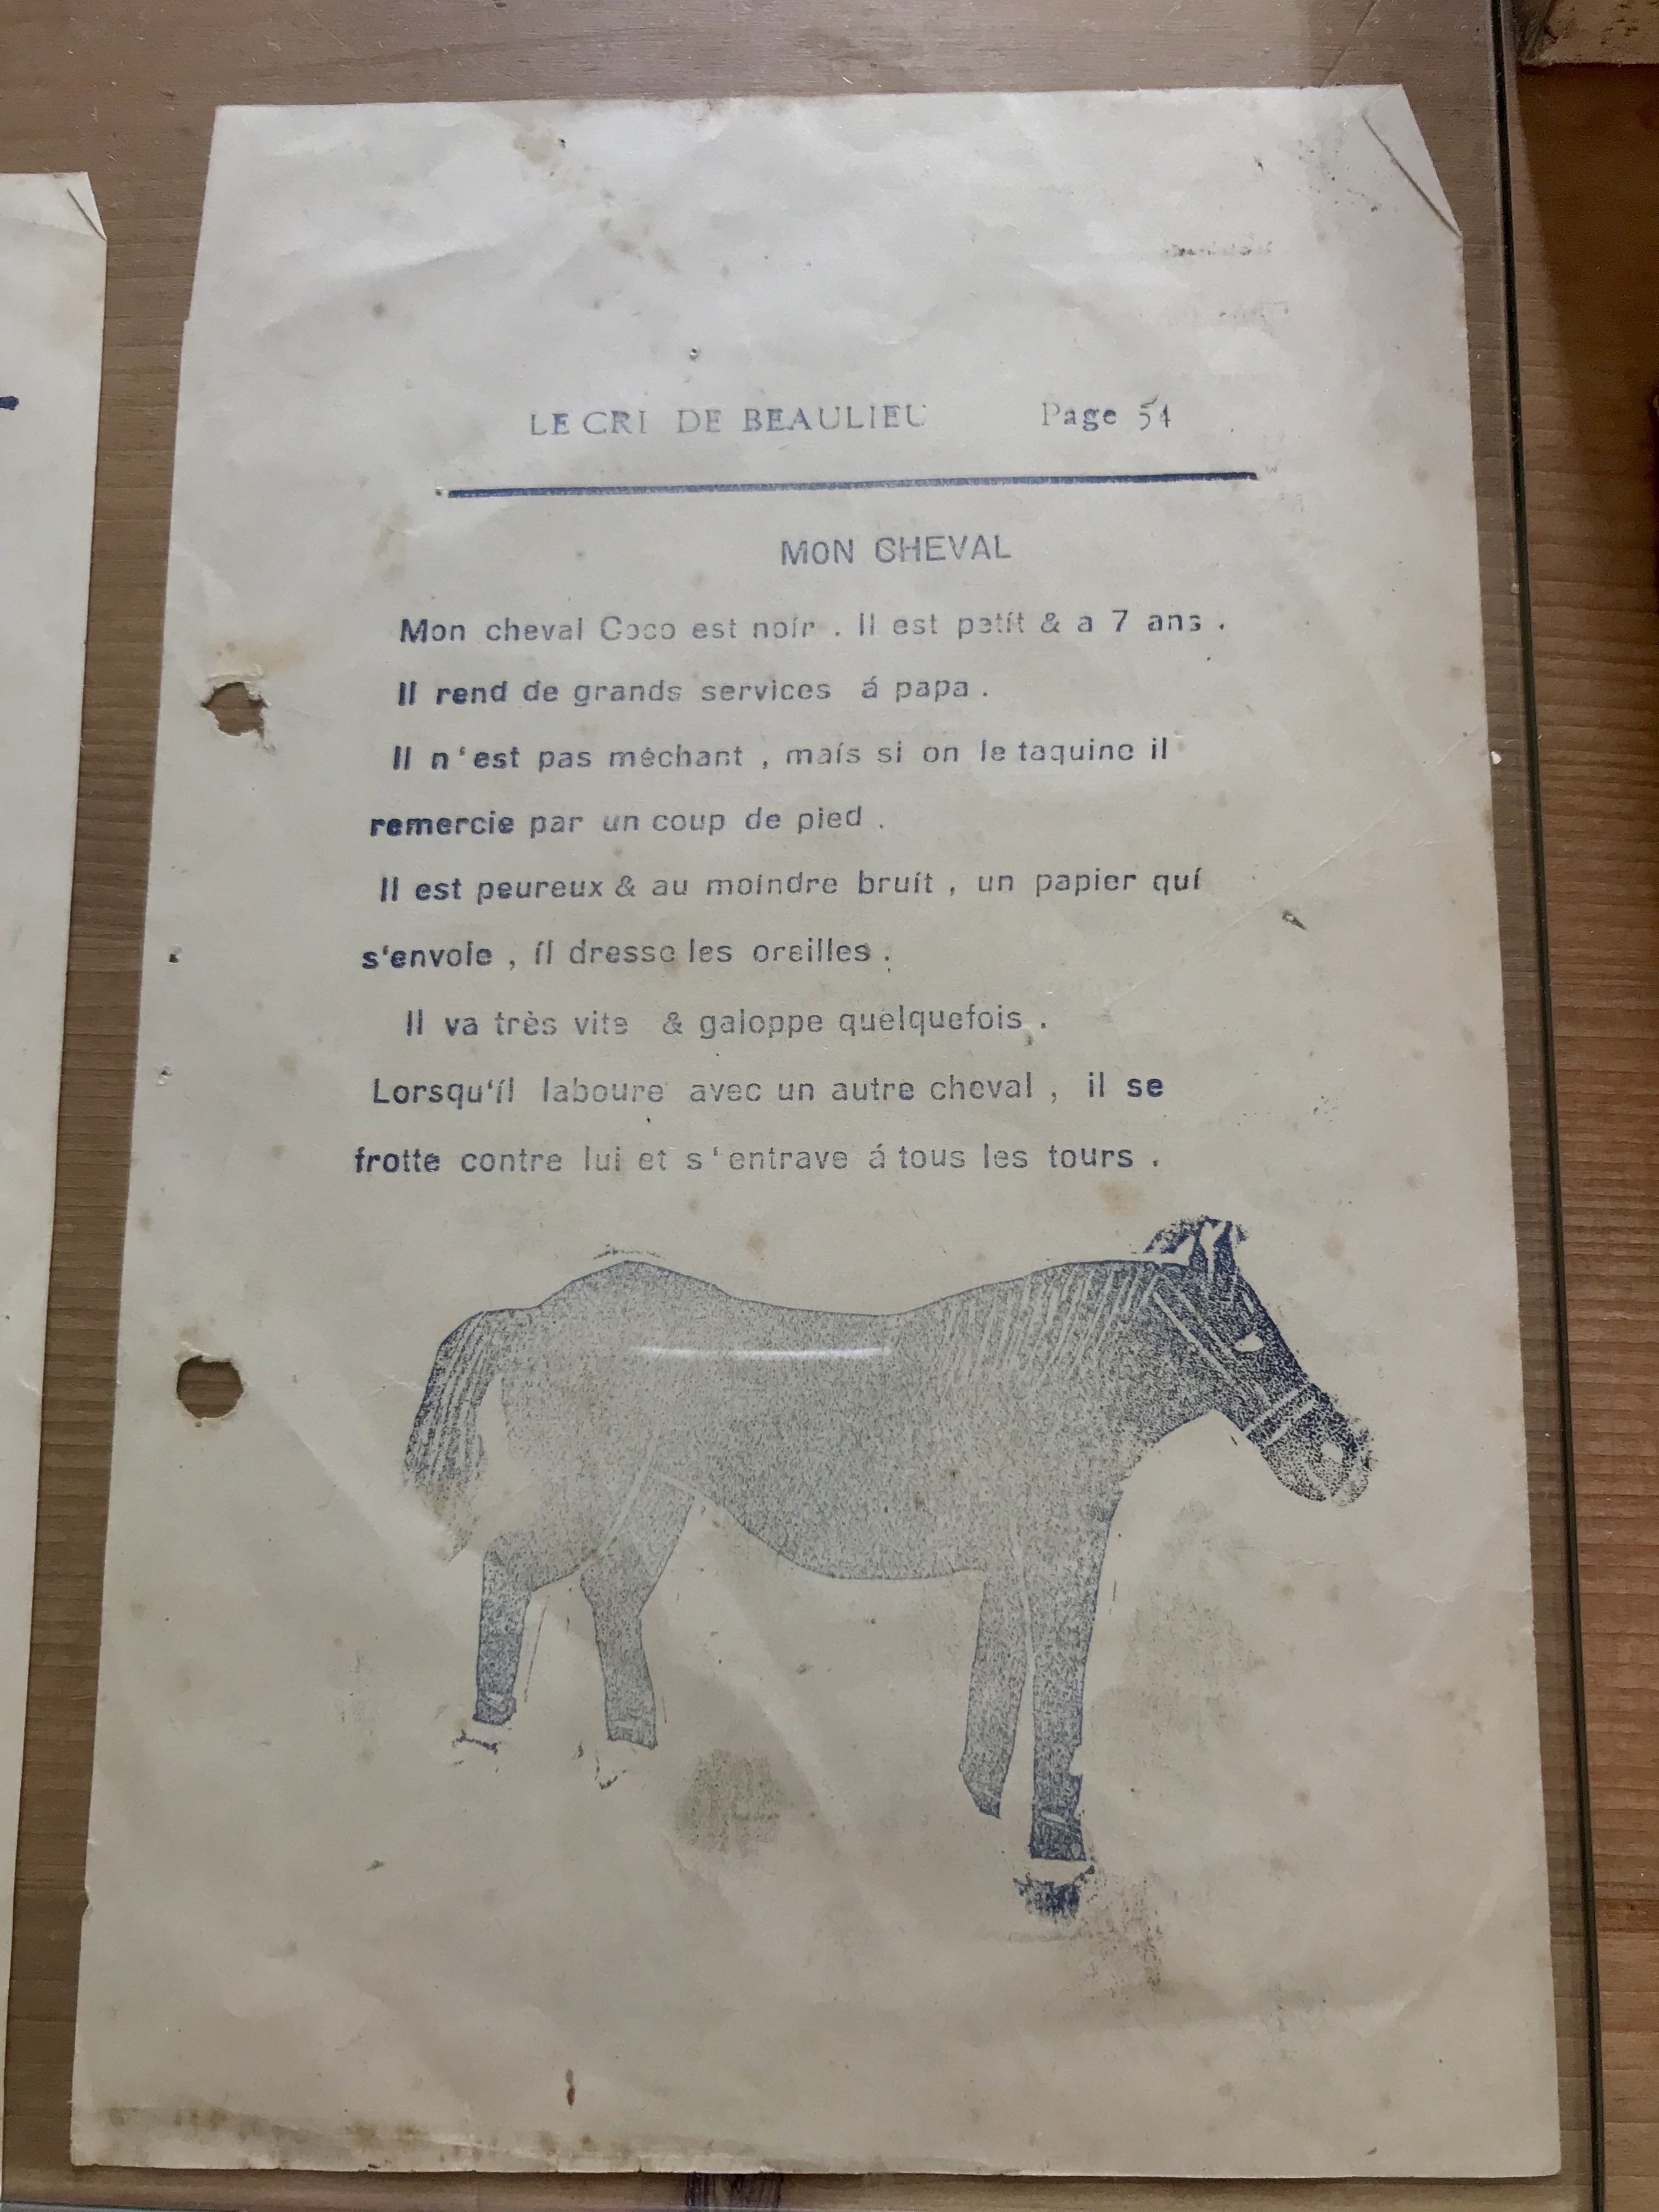 LE CRI DE BEAULIEU Page 54
MON CHEVAL
Mon cheval Coco est noir . Il est petit & a 7 ans .
Il rend de grands services á papa .
Il n'est pas méchant , mais si on le taquine il
remercie par un coup de pied .
Il est peureux & au moindre bruit , un papier qui
s'envole , il dresse les oreilles .
Il va très vite & galoppe quelquefois .
Lorsqu'il laboure avec un autre cheval , il se
frotte contre lui et s'entrave á tous les tours .